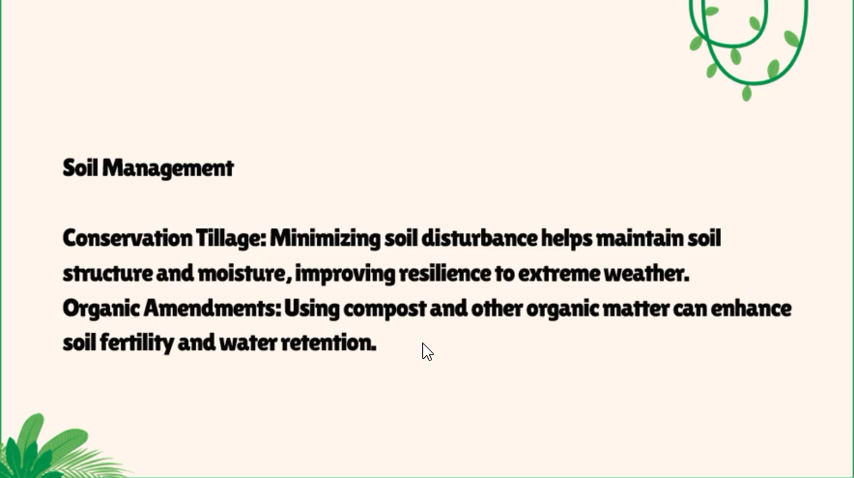 Soil Management
Conservation Tillage: Minimizing soil disturbance helps maintain soil
structure and moisture, improving resilience to extreme weather.
Organic Amendments: Using compost and other organic matter can enhance
soil fertility and water retention.